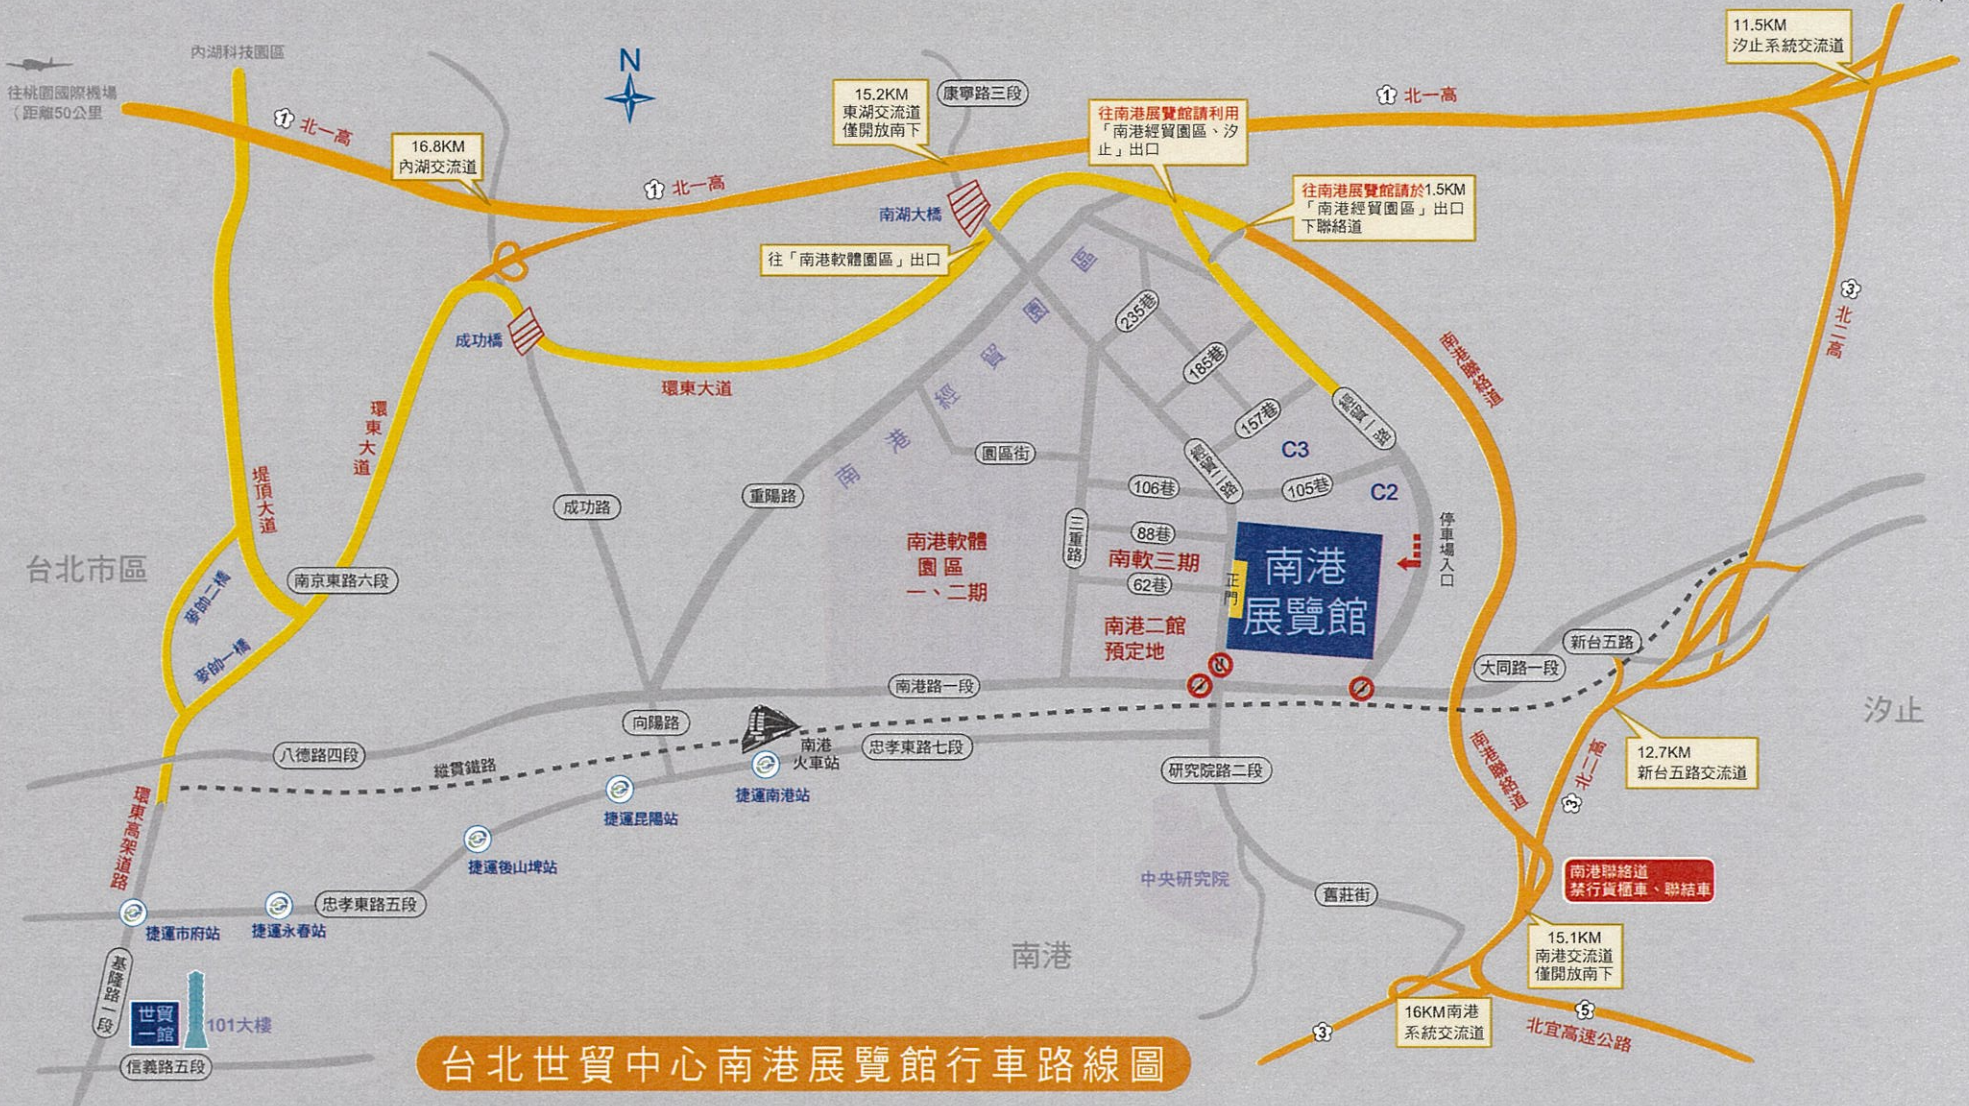 內湖科技園區
往桃園國際機場
（距離50公里
N
1 北一高
16.8KM
內湖交流道
1 北一高
15.2KM
東湖交流道
僅開放南下
康寧路三段
往南港展覽館請利用
「南港經貿園區、汐
止」出口
1 北一高
11.5KM
汐止系統交流道
往南港展覽館請於1.5KM
「南港經貿園區」出口
下聯絡道
南湖大橋
往「南港軟體園區」出口
成功橋
環東大道
環東大道
堤頂大道
南港經貿園區
235巷
185巷
157巷
經貿一路
經貿二路
C3
C2
105巷
106巷
88巷
62巷
園區街
三重路
重陽路
成功路
南港聯絡道
3 北二高
停車場入口
南港軟體
園區
一、二期
南軟三期
南港二館
預定地
正門
南港
展覽館
台北市區
南京東路六段
麥帥二橋
麥帥一橋
新台五路
大同路一段
汐止
南港路一段
向陽路
八德路四段
縱貫鐵路
南港
火車站
忠孝東路七段
研究院路二段
捷運南港站
捷運昆陽站
捷運後山埤站
捷運永春站
捷運市府站
忠孝東路五段
環東高架道路
南港聯絡道
3 北二高
12.7KM
新台五路交流道
南港聯絡道
禁行貨櫃車、聯結車
中央研究院
舊莊街
南港
15.1KM
南港交流道
僅開放南下
16KM南港
系統交流道
3
5
北宜高速公路
基隆路一段
世貿
一館
101大樓
信義路五段
台北世貿中心南港展覽館行車路線圖